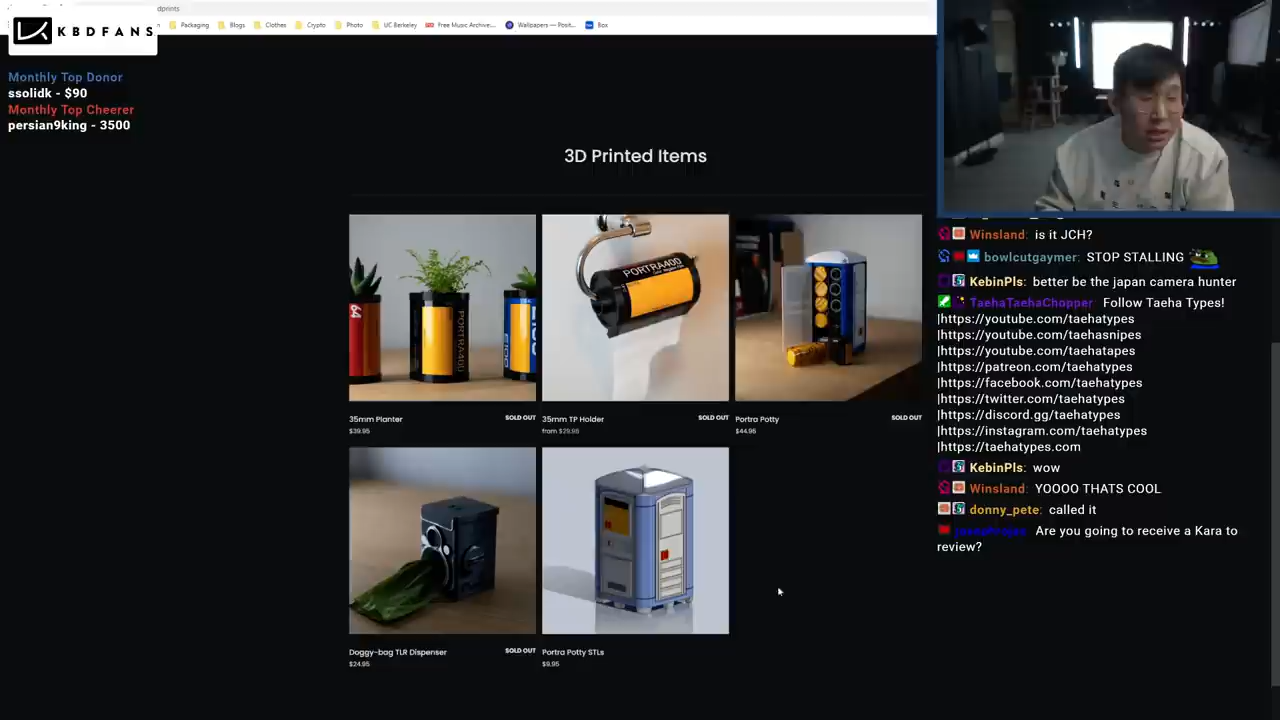 dprints
Packaging
Blogs
Clothes
Crypto
Photo
UC Berkeley
Free Music Archive:...
Wallpapers — Posit...
Box
KBDFANS
Monthly Top Donor
ssolidk - $90
Monthly Top Cheerer
persian9king - 3500
3D Printed Items
PORTRA400
PORTRA400
35mm Planter
SOLD OUT
$39.95
35mm TP Holder
SOLD OUT
from $29.98
Portra Potty
SOLD OUT
$44.96
Doggy-bag TLR Dispenser
SOLD OUT
$24.95
Portra Potty STLs
$9.95
Winsland: is it JCH?
bowlcutgaymer: STOP STALLING
KebinPls: better be the japan camera hunter
TaehaTaehaChopper: Follow Taeha Types!
|https://youtube.com/taehatypes
|https://youtube.com/taehasnipes
|https://youtube.com/taehatapes
|https://patreon.com/taehatypes
|https://facebook.com/taehatypes
|https://twitter.com/taehatypes
|https://discord.gg/taehatypes
|https://instagram.com/taehatypes
|https://taehatypes.com
KebinPls: wow
Winsland: YOOOO THATS COOL
donny_pete: called it
Are you going to receive a Kara to
review?